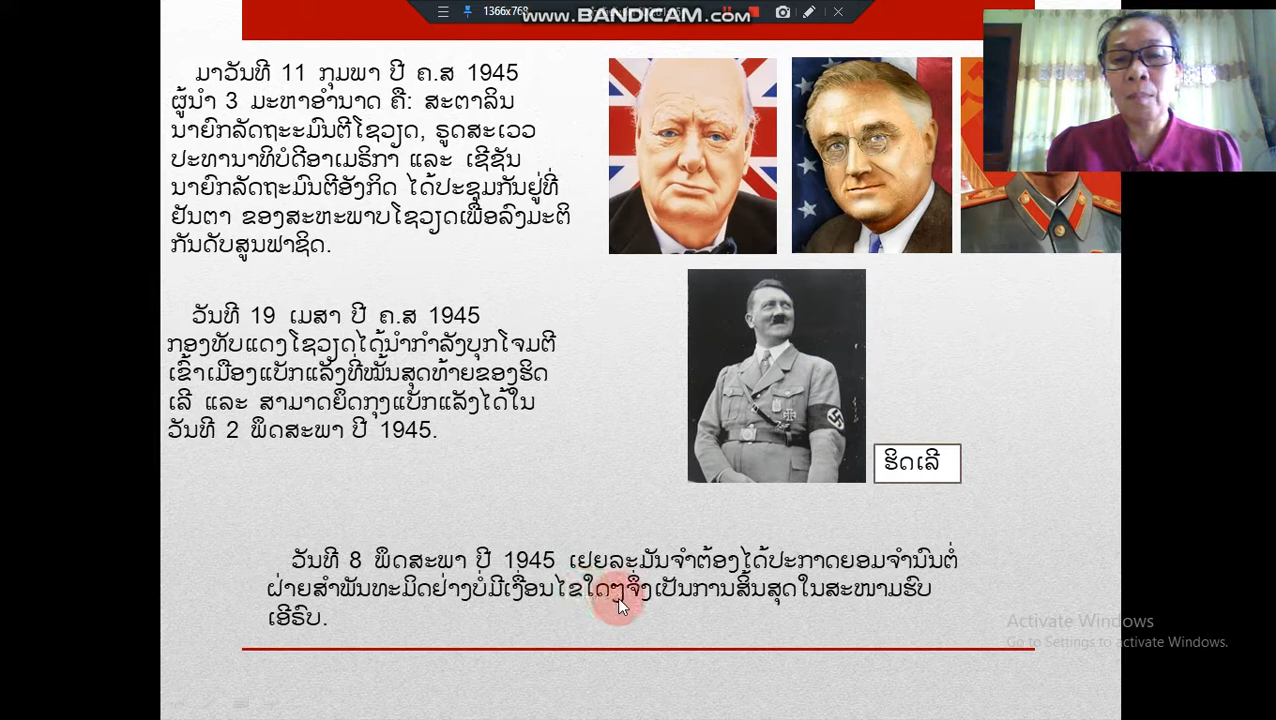 1366x768
www.BANDICAM.com
ມາວັນທີ 11 ກຸມພາ ປີ ຄ.ສ 1945
ຜູ້ນຳ 3 ມະຫາອຳນາດ ຄື: ສະຕາລິນ
ນາຍົກລັດຖະະມົນຕີໂຊວຽດ, ຣູດສະເວວ
ປະທານາທິບໍດີອາເມຣິກາ ແລະ ເຊີຊັນ
ນາຍົກລັດຖະມົນຕີອັງກິດ ໄດ້ປະຊຸມກັນຢູ່ທີ່
ຢັນຕາ ຂອງສະຫະພາບໂຊວຽດເພື່ອລົງມະຕິ
ກັນດັບສູນຟາຊິດ.
ວັນທີ 19 ເມສາ ປີ ຄ.ສ 1945
ກອງທັບແດງໂຊວຽດໄດ້ນຳກຳລັງບຸກໂຈມຕີ
ເຂົ້າເມືອງແບັກແລັງທີ່ໝັ້ນສຸດທ້າຍຂອງຮິດ
ເລີ ແລະ ສາມາດຍຶດກຸງແບັກແລັງໄດ້ໃນ
ວັນທີ 2 ພຶດສະພາ ປີ 1945.
ຮິດເລີ
ວັນທີ 8 ພຶດສະພາ ປີ 1945 ເຢຍລະມັນຈຳຕ້ອງໄດ້ປະກາດຍອມຈຳນົນຕໍ່
ຝ່າຍສຳພັນທະມິດຢ່າງບໍ່ມີເງື່ອນໄຂໃດໆຈຶ່ງເປັນການສິ້ນສຸດໃນສະໜາມຮົບ
ເອີຣົບ.
Activate Windows
Go to Settings to activate Windows.